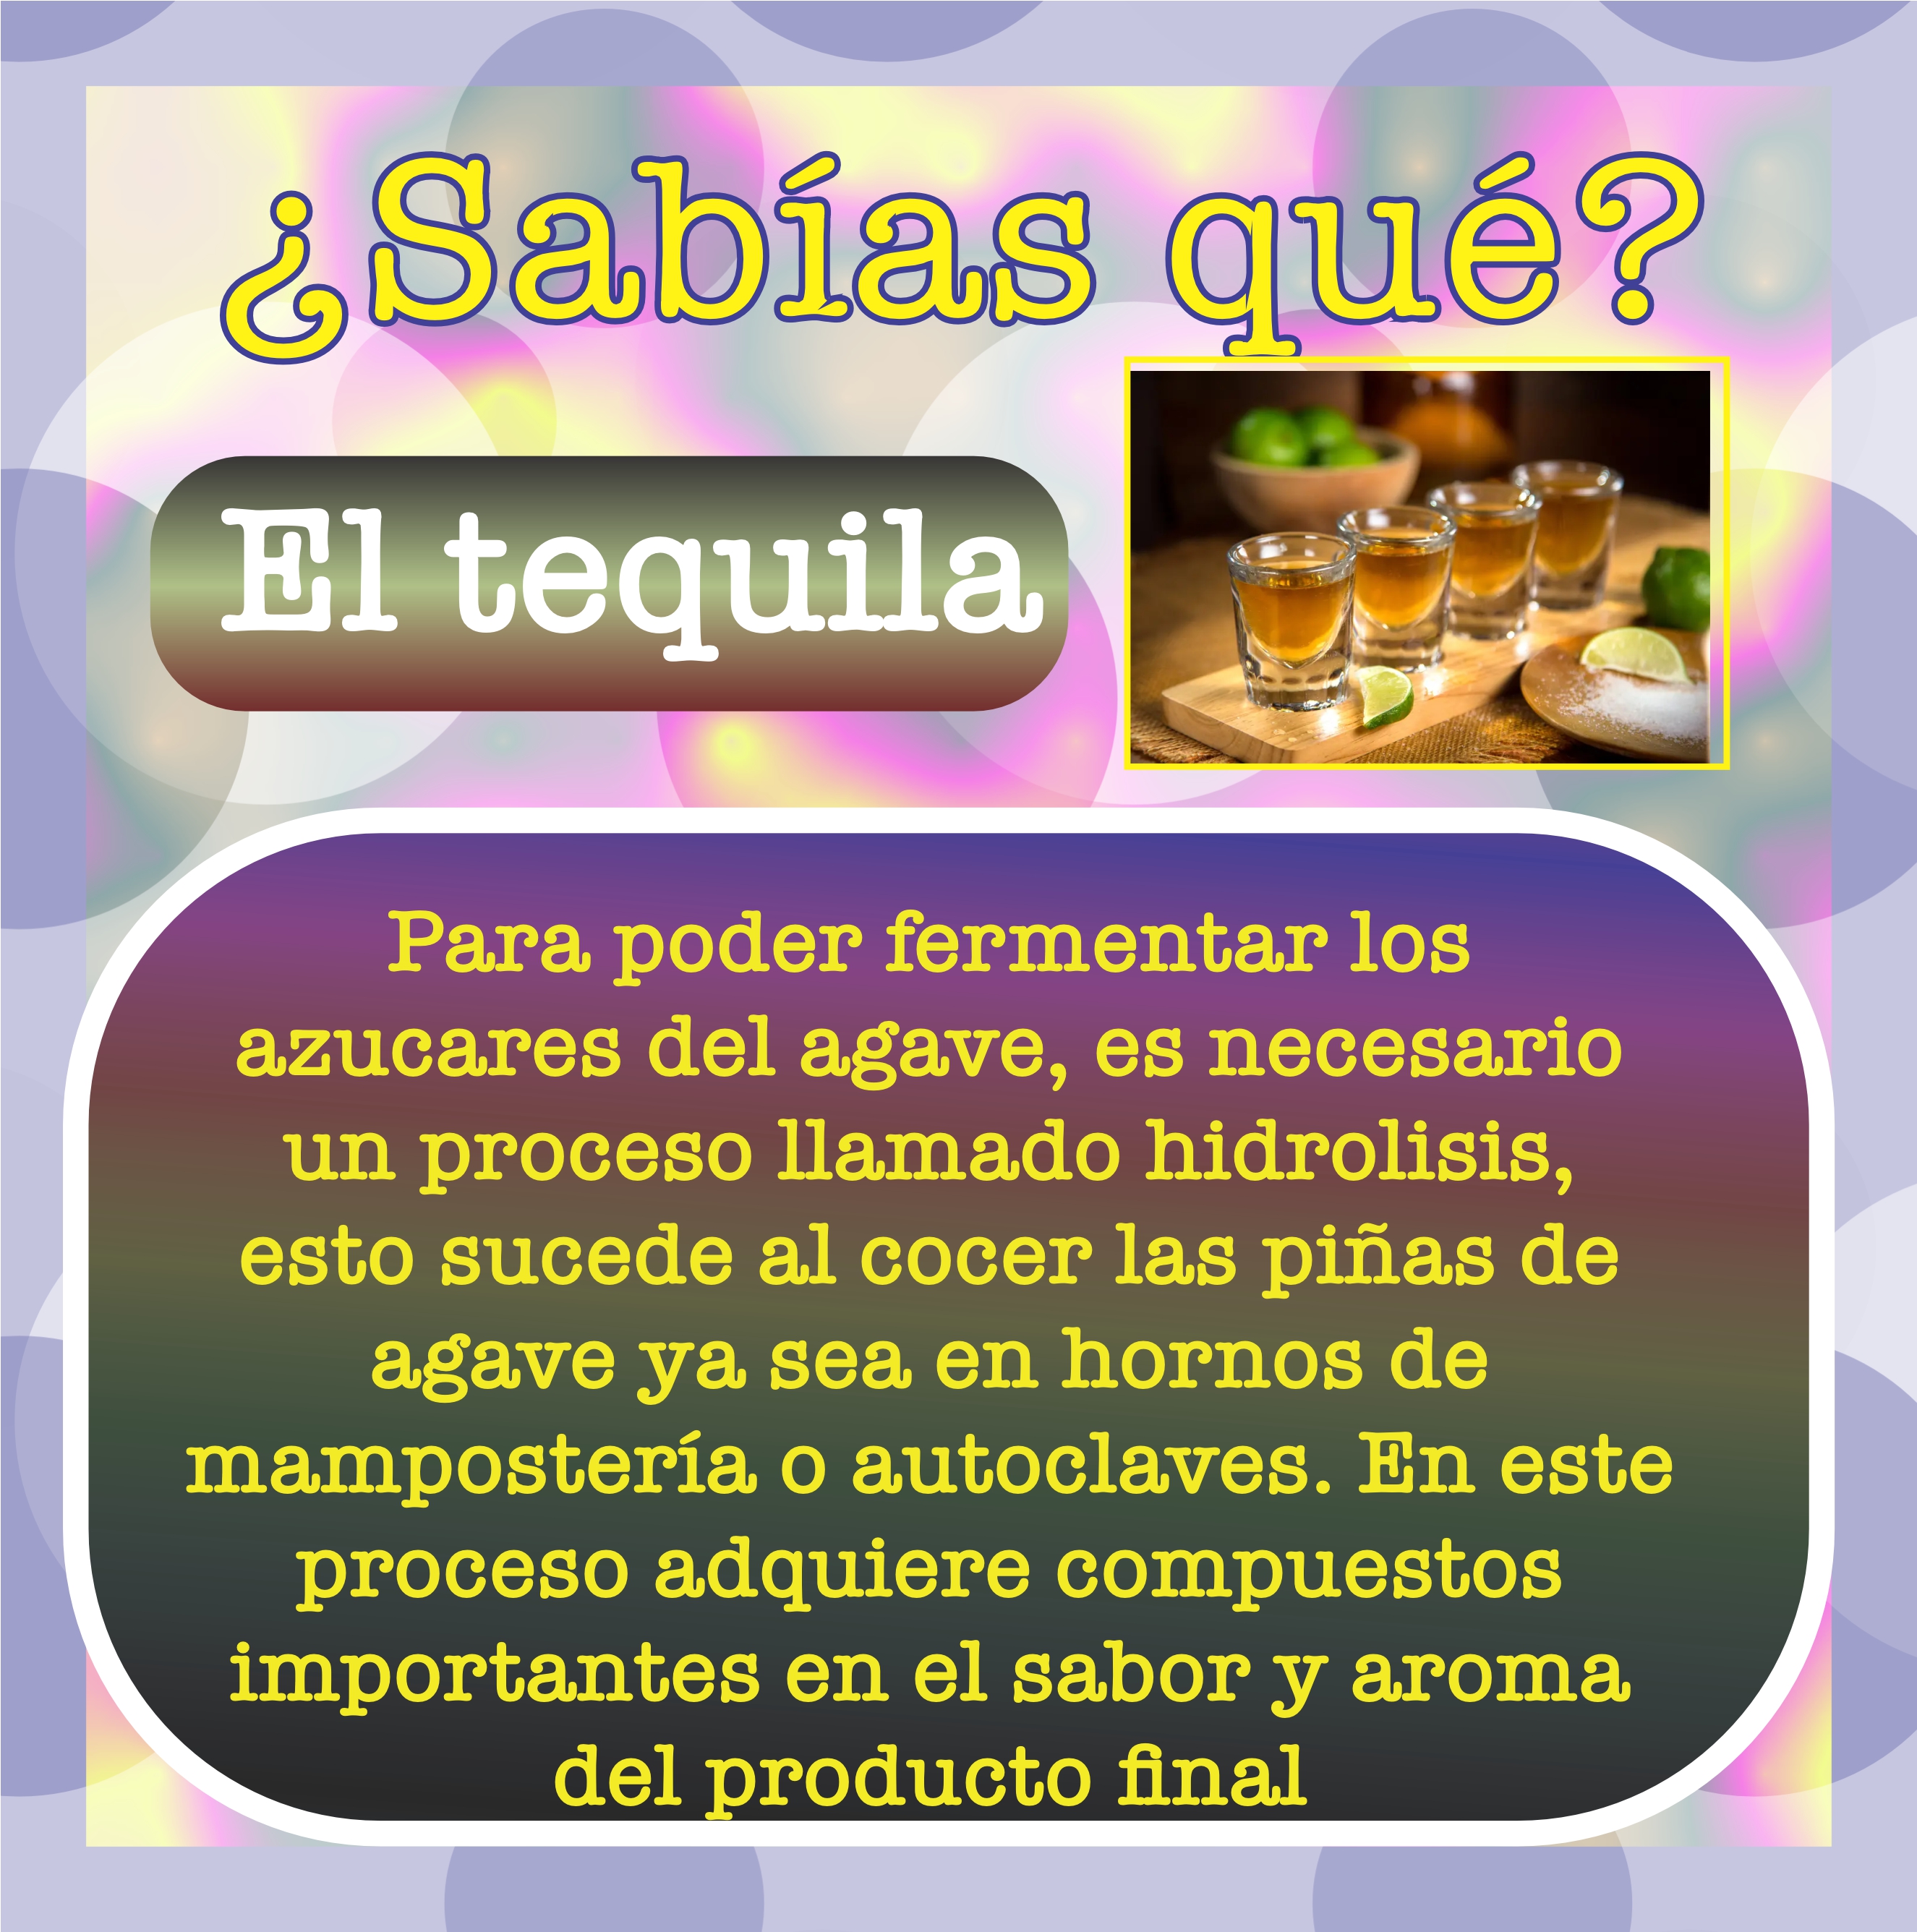 ¿Sabías qué?
El tequila
Para poder fermentar los
azucares del agave, es necesario
un proceso llamado hidrolisis,
esto sucede al cocer las piñas de
agave ya sea en hornos de
mampostería o autoclaves. En este
proceso adquiere compuestos
importantes en el sabor y aroma
del producto final